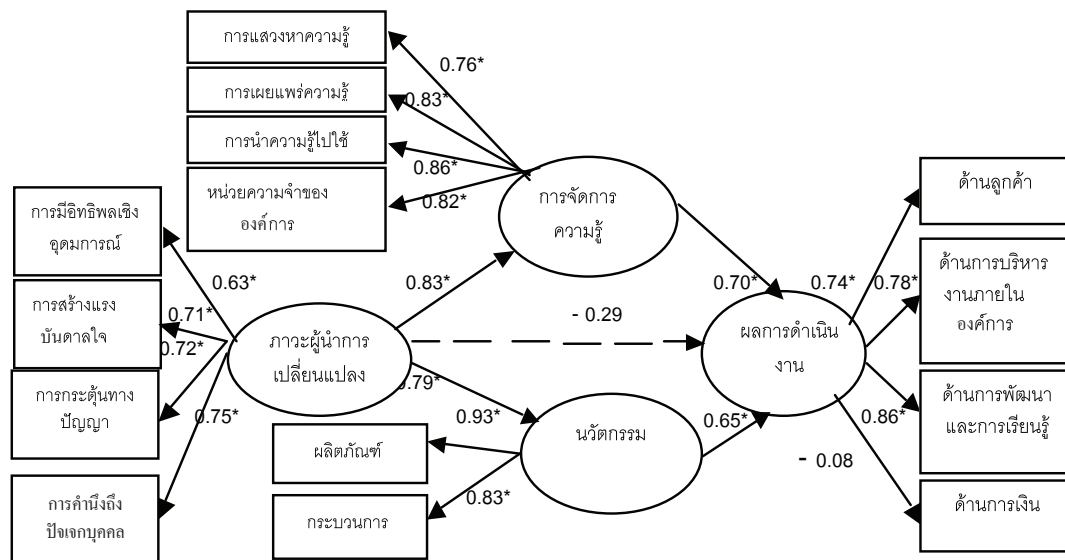 การแสวงหาความรู้
0.76*
การเผยแพร่ความรู้
0.83*
การนำความรู้ไปใช้
0.86*
หน่วยความจำของ
องค์การ
0.82*
การจัดการ
ความรู้
ด้านลูกค้า
การมีอิทธิพลเชิง
อุดมการณ์
0.63*
0.83*
0.70*
0.74*
0.78*
ด้านการบริหาร
งานภายใน
องค์การ
การสร้างแรง
บันดาลใจ
0.71*
0.72*
ภาวะผู้นำการ
เปลี่ยนแปลง
- 0.29
ผลการดำเนิน
งาน
การกระตุ้นทาง
ปัญญา
0.75*
0.79*
0.93*
นวัตกรรม
0.65*
0.86*
ด้านการพัฒนา
และการเรียนรู้
ผลิตภัณฑ์
- 0.08
0.83*
กระบวนการ
การคำนึงถึง
ปัจเจกบุคคล
ด้านการเงิน